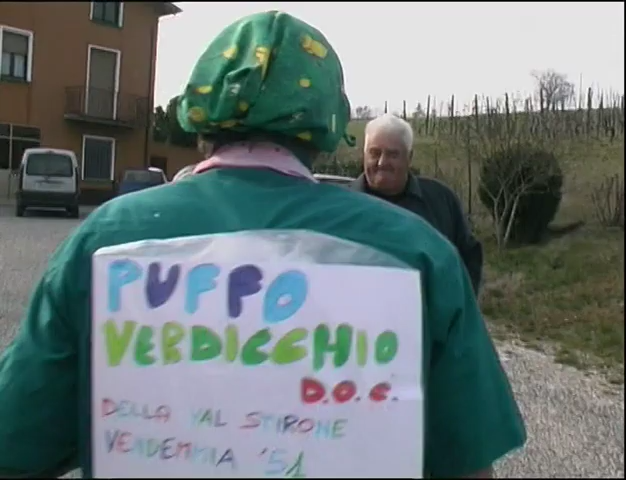 PUFFO
VERDICCHIO
D.O.C.
DELLA VAL STIRONE
VENDEMMIA '51